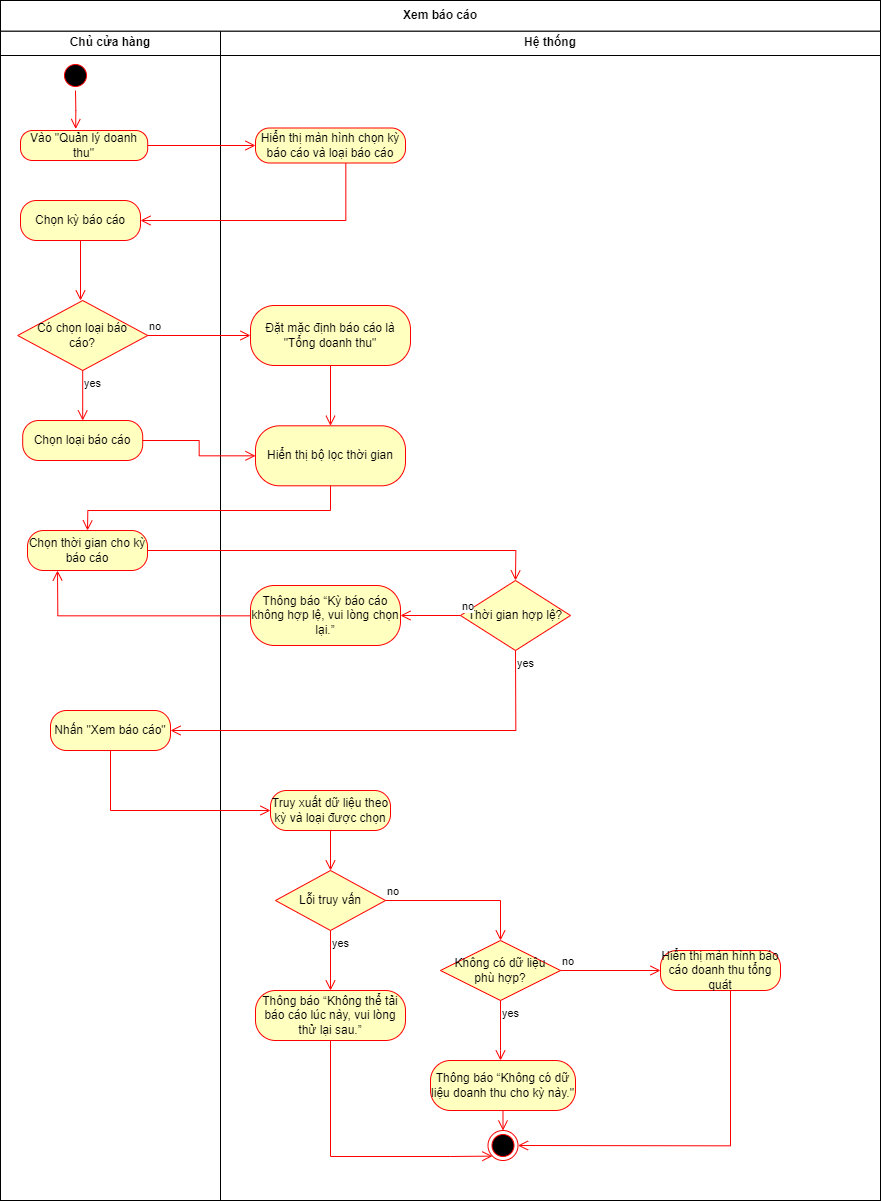 Xem báo cáo
Chủ cửa hàng
Hệ thống
Vào "Quản lý doanh
thu"
Hiển thị màn hình chọn kỳ
báo cáo và loại báo cáo
Chọn kỳ báo cáo
Có chọn loại báo
cáo?
no
Đặt mặc định báo cáo là
"Tổng doanh thu"
yes
Chọn loại báo cáo
Hiển thị bộ lọc thời gian
Chọn thời gian cho kỳ
báo cáo
Thông báo “Kỳ báo cáo
không hợp lệ, vui lòng chọn
lại.”
no
Thời gian hợp lệ?
yes
Nhấn "Xem báo cáo"
Truy xuất dữ liệu theo
kỳ và loại được chọn
Lỗi truy vấn
no
yes
Không có dữ liệu
phù hợp?
no
Hiển thị màn hình báo
cáo doanh thu tổng
quát
yes
Thông báo “Không thể tải
báo cáo lúc này, vui lòng
thử lại sau.”
Thông báo “Không có dữ
liệu doanh thu cho kỳ này."